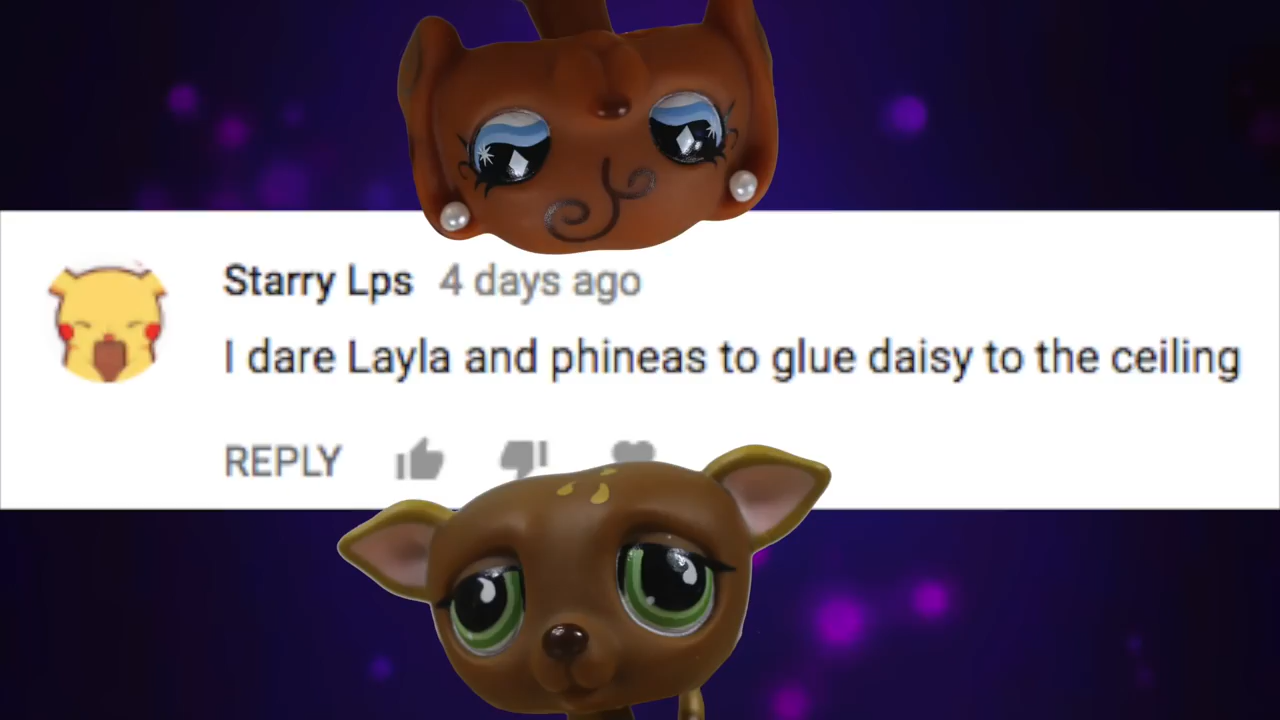 Starry Lps 4 days ago
I dare Layla and phineas to glue daisy to the ceiling
REPLY